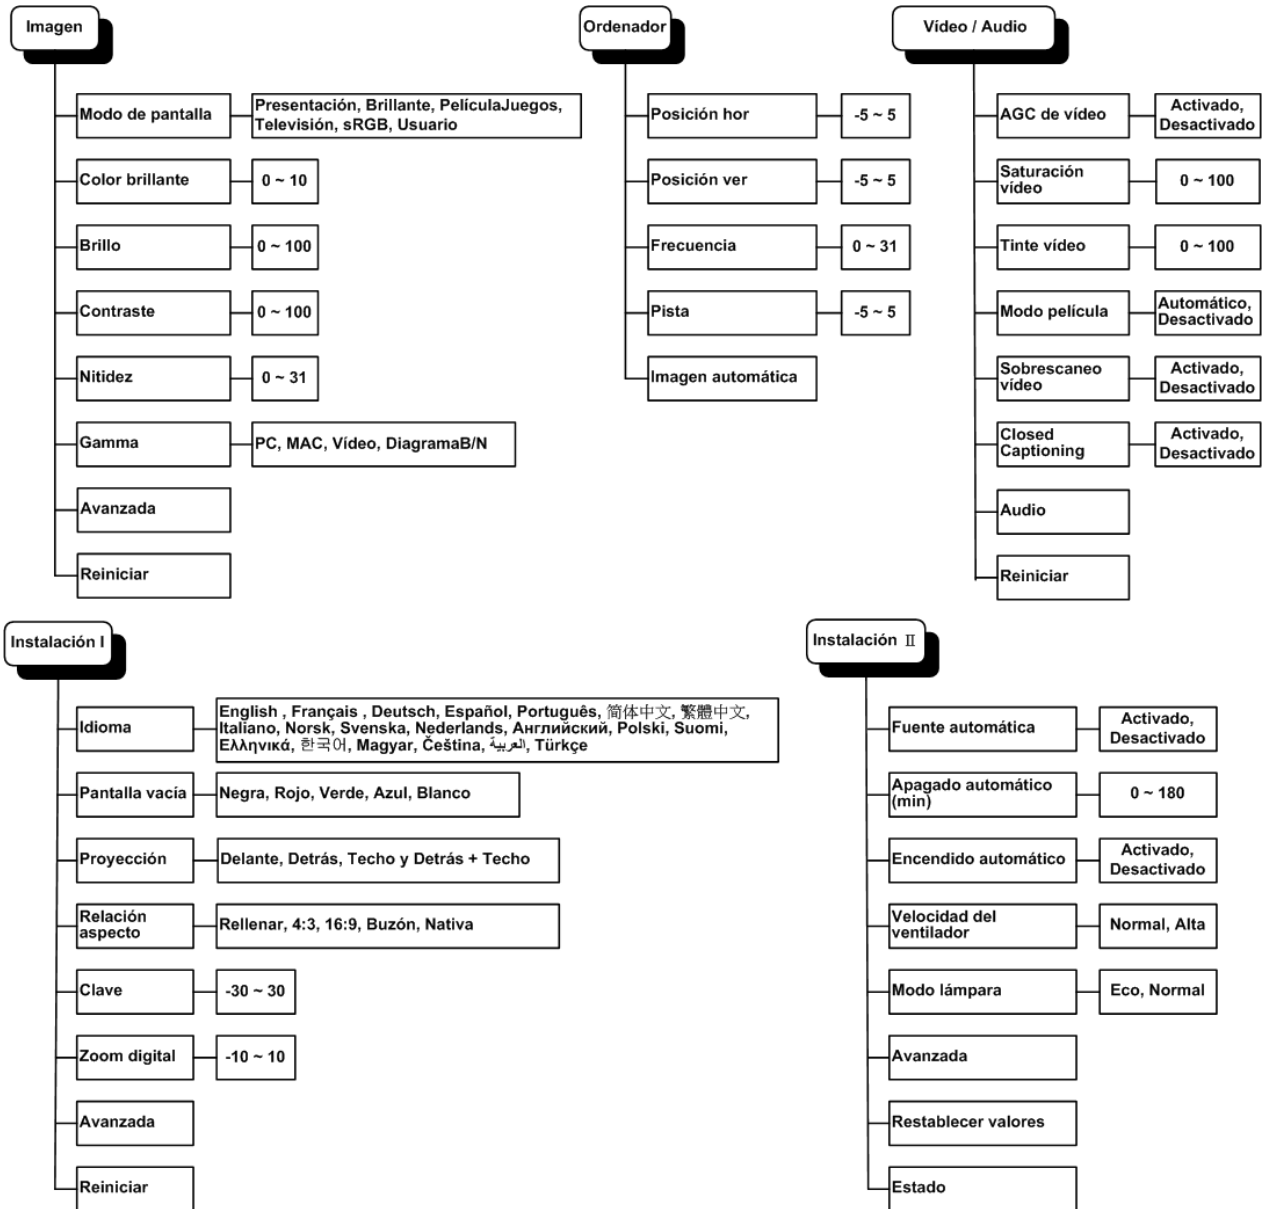 Imagen
Modo de pantalla
Presentación, Brillante, PelículaJuegos,
Televisión, sRGB, Usuario
Color brillante
0 ~ 10
Brillo
0 ~ 100
Contraste
0 ~ 100
Nitidez
0 ~ 31
Gamma
PC, MAC, Vídeo, DiagramaB/N
Avanzada
Reiniciar
Ordenador
Posición hor
-5 ~ 5
Posición ver
-5 ~ 5
Frecuencia
0 ~ 31
Pista
-5 ~ 5
Imagen automática
Vídeo / Audio
AGC de vídeo
Activado,
Desactivado
Saturación
vídeo
0 ~ 100
Tinte vídeo
0 ~ 100
Modo película
Automático,
Desactivado
Sobrescaneo
vídeo
Activado,
Desactivado
Closed
Captioning
Activado,
Desactivado
Audio
Reiniciar
Instalación I
Idioma
English , Français , Deutsch, Español, Português, 简体中文, 繁體中文,
Italiano, Norsk, Svenska, Nederlands, Английский, Polski, Suomi,
Ελληνικά, 한국어, Magyar, Čeština, العربية, Türkçe
Pantalla vacía
Negra, Rojo, Verde, Azul, Blanco
Proyección
Delante, Detrás, Techo y Detrás + Techo
Relación
aspecto
Rellenar, 4:3, 16:9, Buzón, Nativa
Clave
-30 ~ 30
Zoom digital
-10 ~ 10
Avanzada
Reiniciar
Instalación II
Fuente automática
Activado,
Desactivado
Apagado automático
(min)
0 ~ 180
Encendido automático
Activado,
Desactivado
Velocidad del
ventilador
Normal, Alta
Modo lámpara
Eco, Normal
Avanzada
Restablecer valores
Estado